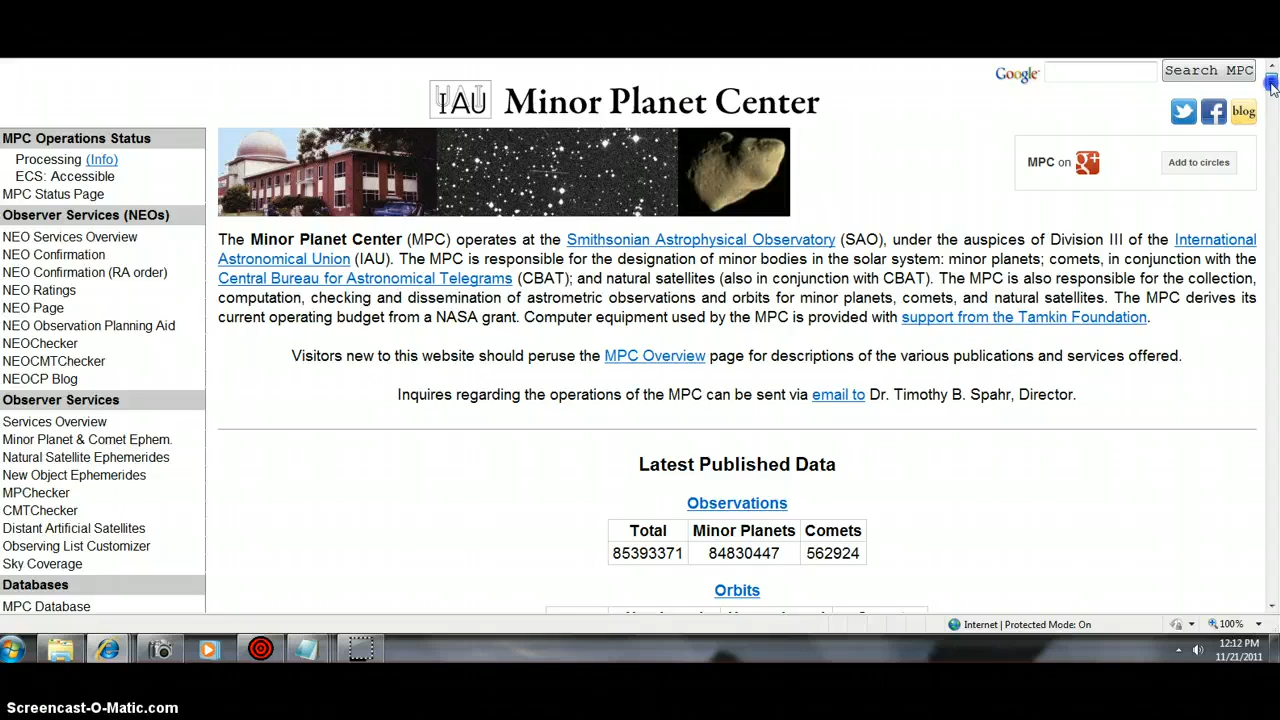 Google
Search MPC
IAU Minor Planet Center
blog
MPC on g+ Add to circles
MPC Operations Status
Processing (Info)
ECS: Accessible
MPC Status Page
Observer Services (NEOs)
NEO Services Overview
NEO Confirmation
NEO Confirmation (RA order)
NEO Ratings
NEO Page
NEO Observation Planning Aid
NEOChecker
NEOCMTChecker
NEOCP Blog
Observer Services
Services Overview
Minor Planet & Comet Ephem.
Natural Satellite Ephemerides
New Object Ephemerides
MPChecker
CMTChecker
Distant Artificial Satellites
Observing List Customizer
Sky Coverage
Databases
MPC Database
The Minor Planet Center (MPC) operates at the Smithsonian Astrophysical Observatory (SAO), under the auspices of Division III of the International
Astronomical Union (IAU). The MPC is responsible for the designation of minor bodies in the solar system: minor planets; comets, in conjunction with the
Central Bureau for Astronomical Telegrams (CBAT); and natural satellites (also in conjunction with CBAT). The MPC is also responsible for the collection,
computation, checking and dissemination of astrometric observations and orbits for minor planets, comets, and natural satellites. The MPC derives its
current operating budget from a NASA grant. Computer equipment used by the MPC is provided with support from the Tamkin Foundation.
Visitors new to this website should peruse the MPC Overview page for descriptions of the various publications and services offered.
Inquires regarding the operations of the MPC can be sent via email to Dr. Timothy B. Spahr, Director.
Latest Published Data
Observations
Total Minor Planets Comets
85393371 84830447 562924
Orbits
Internet | Protected Mode: On
100%
12:12 PM
11/21/2011
Screencast-O-Matic.com